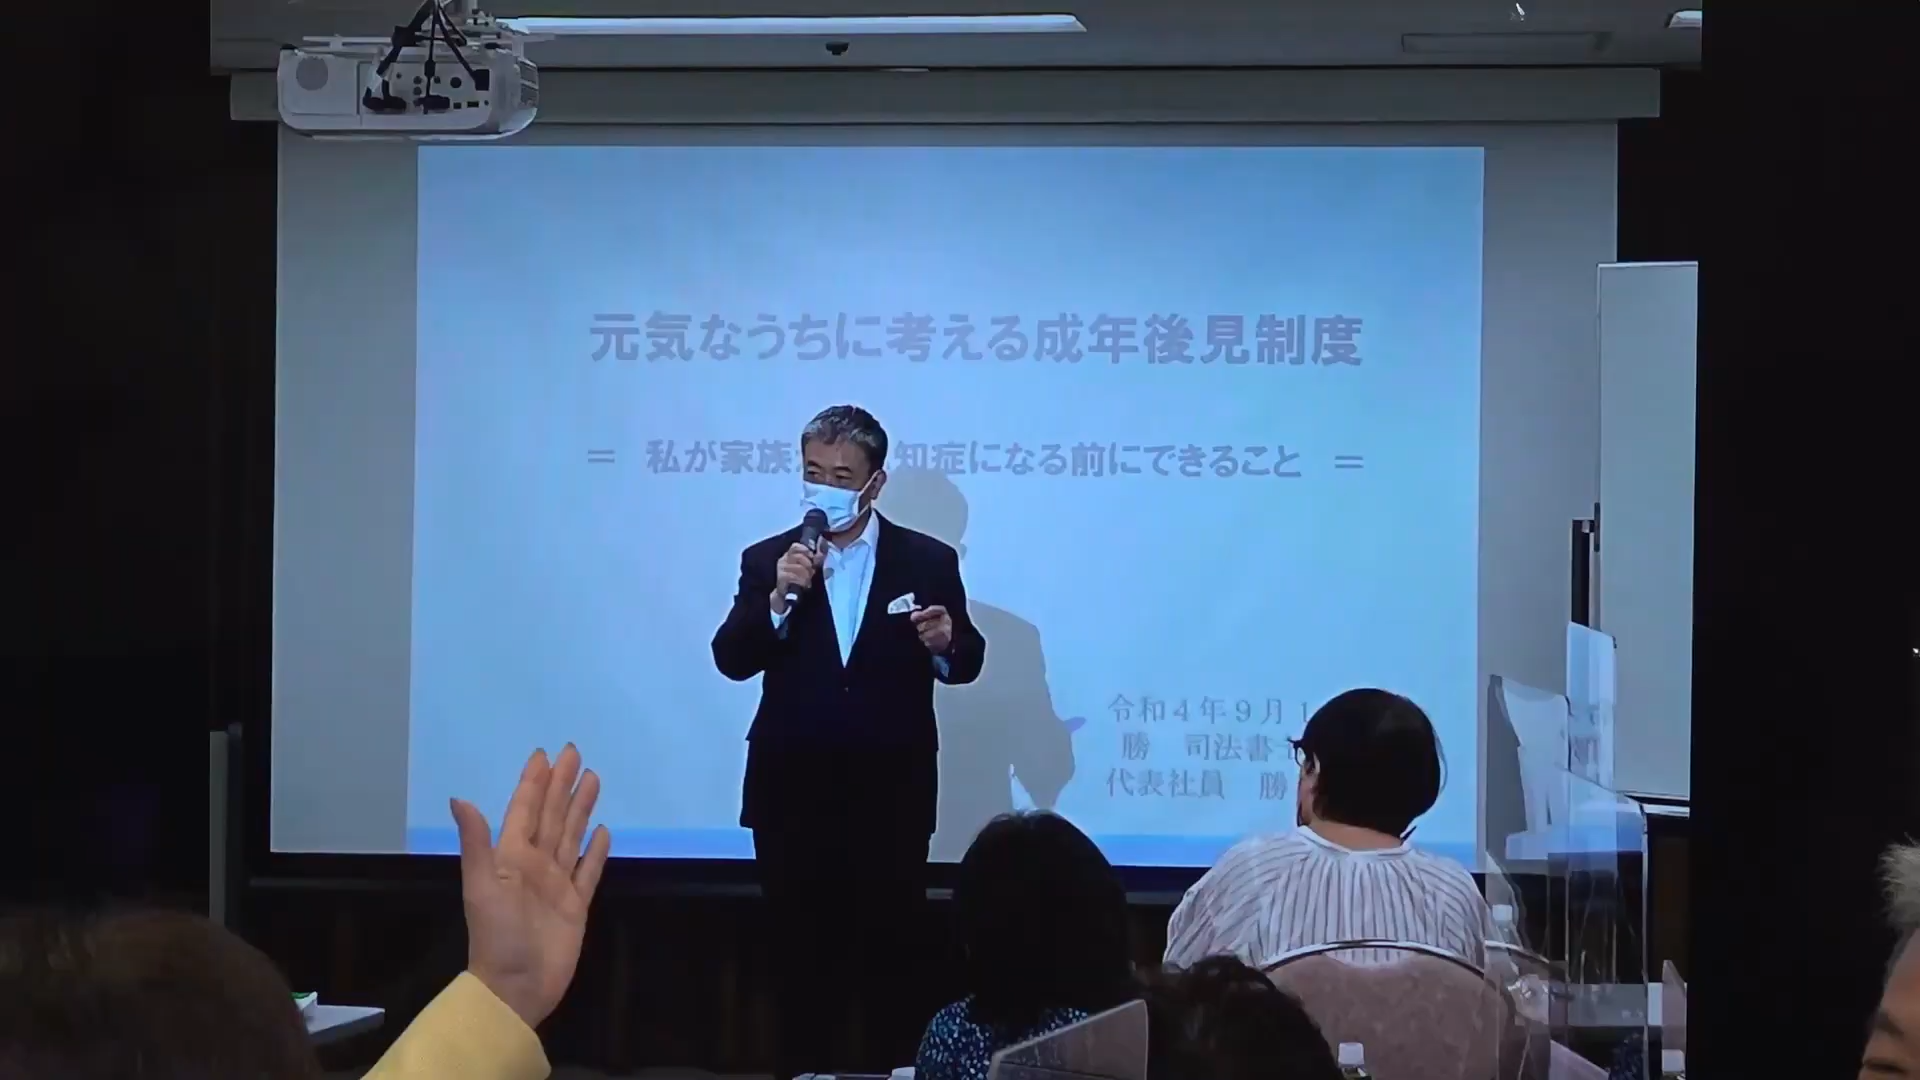 元気なうちに考える成年後見制度
＝ 私が家族 知症になる前にできること ＝
令和４年９月１
勝 司法書士
代表社員 勝